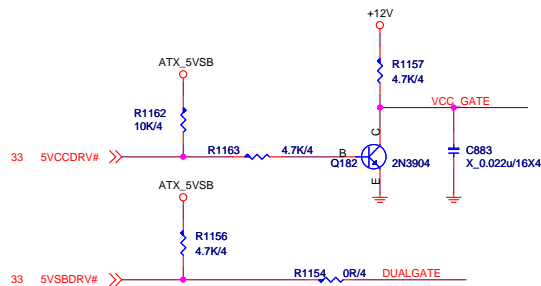 +12V
ATX_5VSB
R1157
4.7K/4
R1162
10K/4
VCC_GATE
33 5VCCDRV#
R1163 4.7K/4
B
C
E
Q182 2N3904
C883
X_0.022u/16X4
ATX_5VSB
R1156
4.7K/4
33 5VSBDRV#
R1154 0R/4 DUALGATE